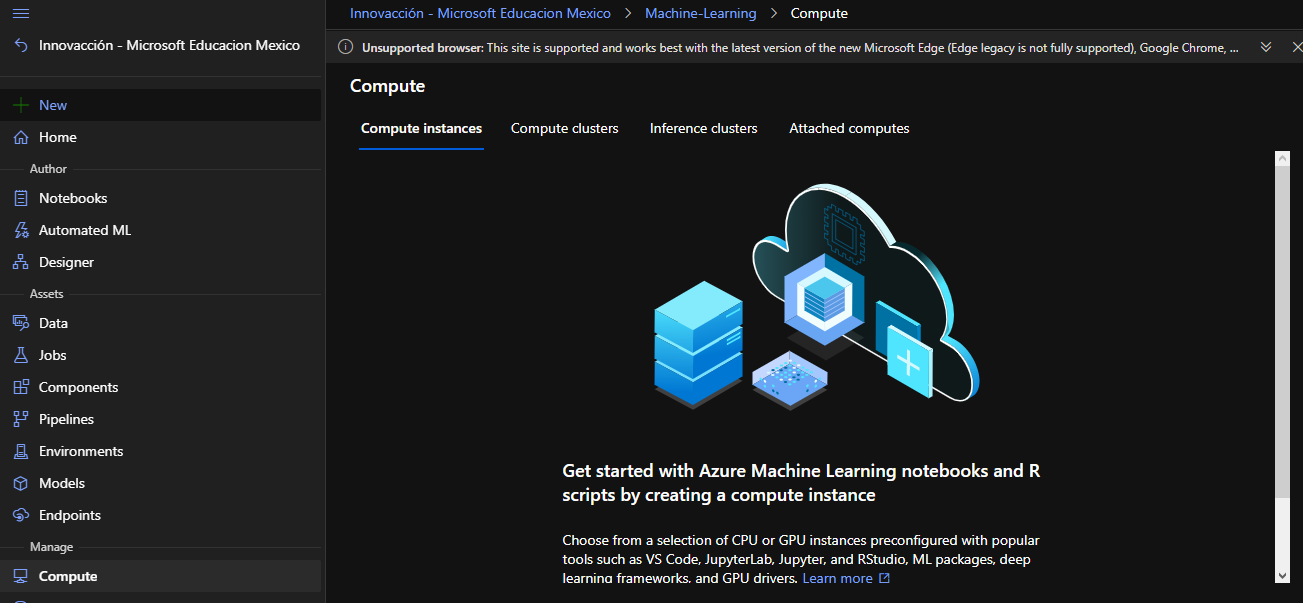 Innovacción - Microsoft Educacion Mexico > Machine-Learning > Compute
Innovacción - Microsoft Educacion Mexico
Unsupported browser: This site is supported and works best with the latest version of the new Microsoft Edge (Edge legacy is not fully supported), Google Chrome, ...
Compute
Compute instances Compute clusters Inference clusters Attached computes
New
Home
Author
Notebooks
Automated ML
Designer
Assets
Data
Jobs
Components
Pipelines
Environments
Models
Endpoints
Manage
Compute
Get started with Azure Machine Learning notebooks and R
scripts by creating a compute instance
Choose from a selection of CPU or GPU instances preconfigured with popular
tools such as VS Code, JupyterLab, Jupyter, and RStudio, ML packages, deep
learning frameworks, and GPU drivers. Learn more